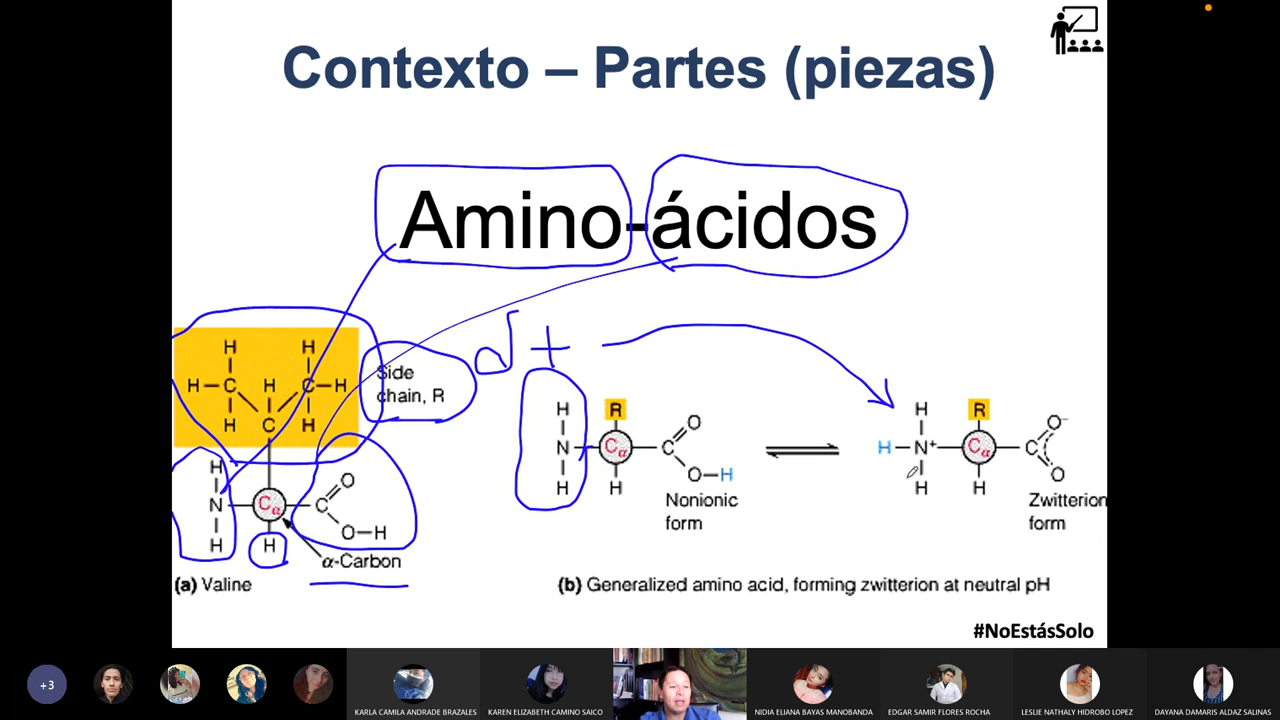 Contexto – Partes (piezas)
Amino-ácidos
δ +
H H
H–C H C–H
H C H
Side
chain, R
H
N Cα C O
H H O–H
α-Carbon
(a) Valine
H R O
N Cα C
H H O–H
Nonionic
form
H R O⁻
H–N⁺ Cα C
H H O
Zwitterion
form
(b) Generalized amino acid, forming zwitterion at neutral pH
#NoEstásSolo
+3
KARLA CAMILA ANDRADE BRAZALES
KAREN ELIZABETH CAMINO SAICO
NIDIA ELIANA BAYAS MANOBANDA
EDGAR SAMIR FLORES ROCHA
LESLIE NATHALY HIDROBO LOPEZ
DAYANA DAMARIS ALDAZ SALINAS